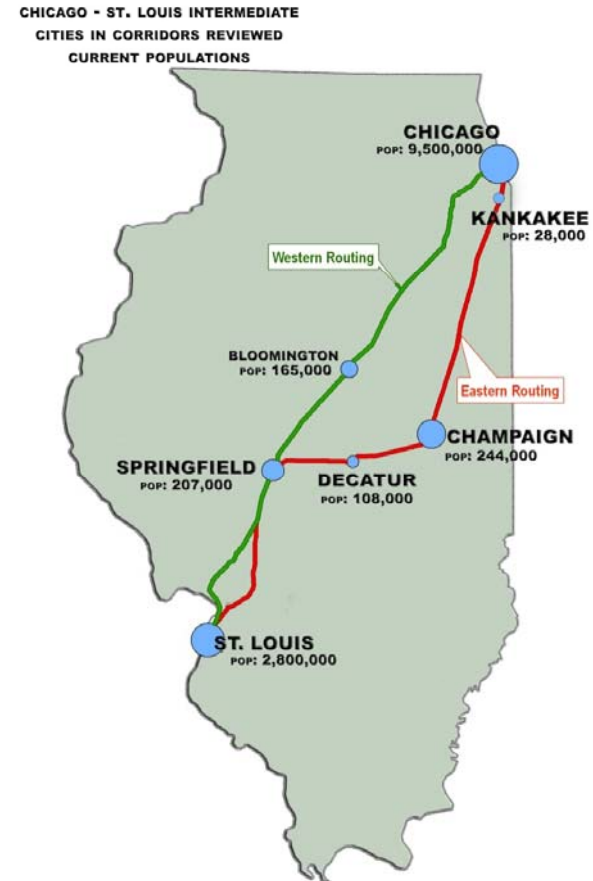 CHICAGO - ST. LOUIS INTERMEDIATE
CITIES IN CORRIDORS REVIEWED
CURRENT POPULATIONS
CHICAGO
POP: 9,500,000
KANKAKEE
POP: 28,000
Western Routing
BLOOMINGTON
POP: 165,000
Eastern Routing
CHAMPAIGN
POP: 244,000
SPRINGFIELD
POP: 207,000
DECATUR
POP: 108,000
ST. LOUIS
POP: 2,800,000